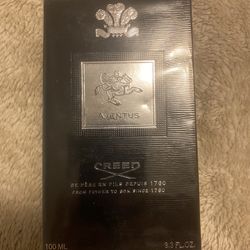 AVENTUS
CREED
DE PÈRE EN FILS DEPUIS 1760
FROM FATHER TO SON SINCE 1760
100 ML
3.3 FL.OZ.